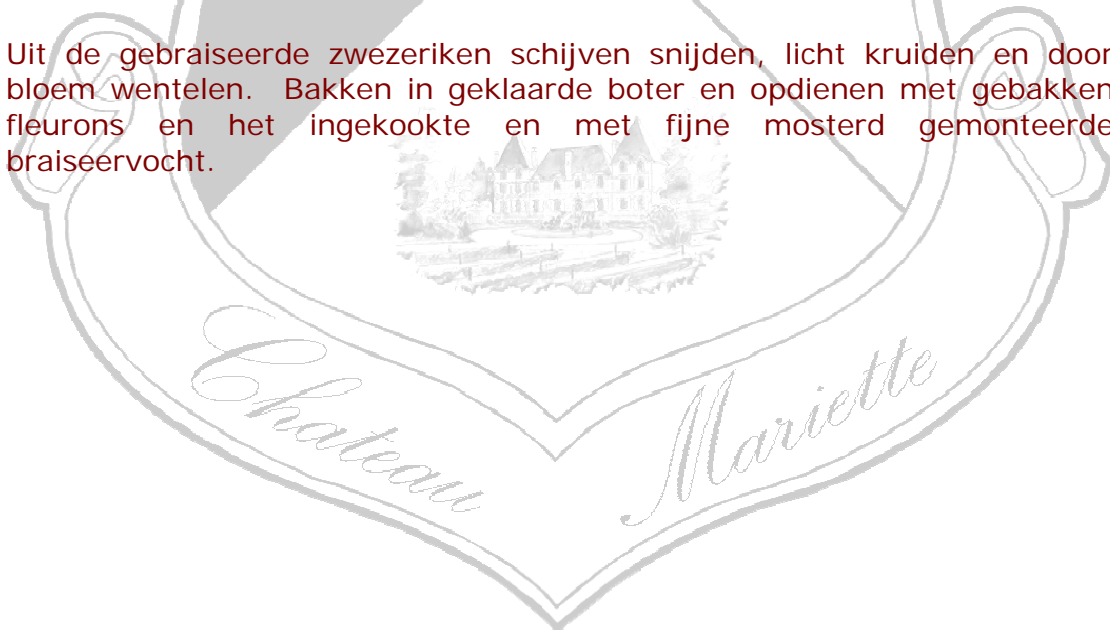 Uit de gebraiseerde zwezeriken schijven snijden, licht kruiden en door
bloem wentelen. Bakken in geklaarde boter en opdienen met gebakken
fleurons en het ingekookte en met fijne mosterd gemonteerde
braiseervocht.
Chateau Mariette